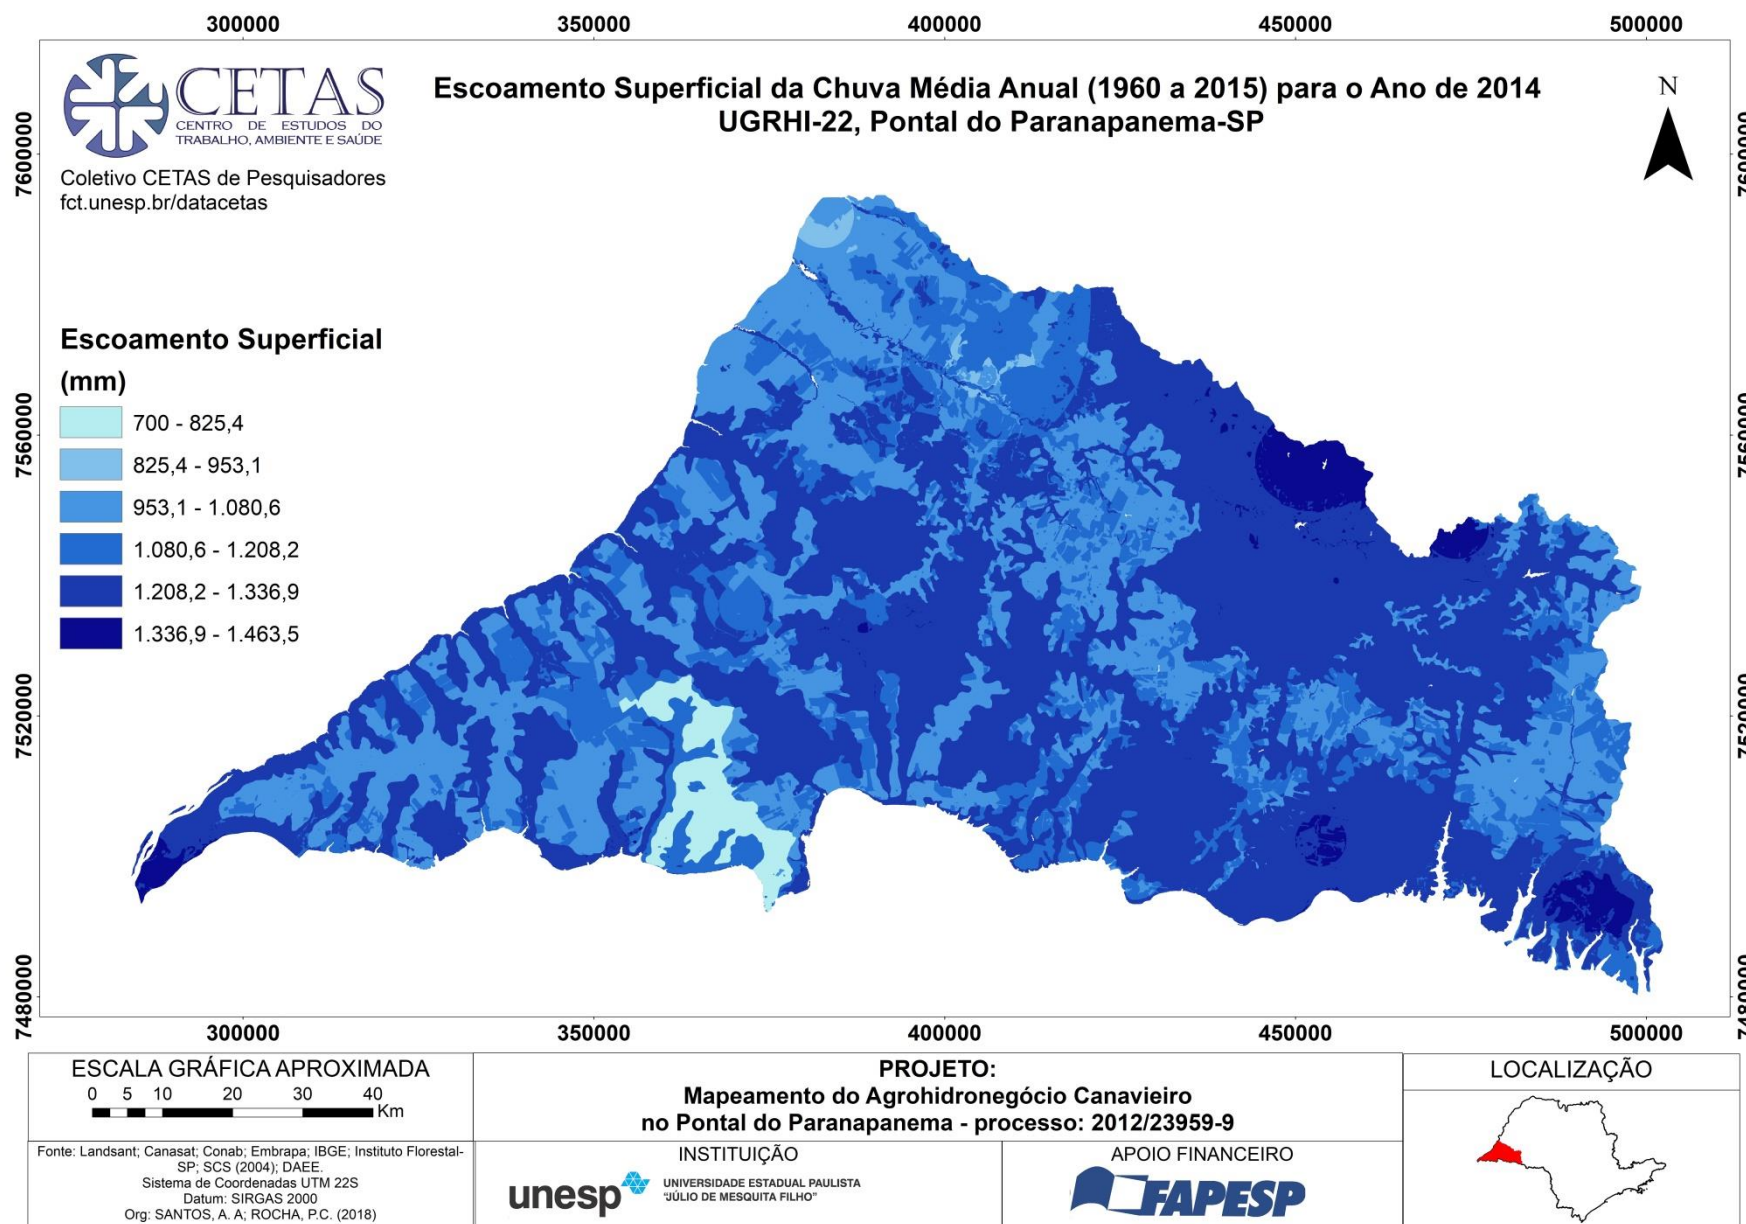 300000 350000 400000 450000 500000
CETAS
CENTRO DE ESTUDOS DO
TRABALHO, AMBIENTE E SAÚDE
Coletivo CETAS de Pesquisadores
fct.unesp.br/datacetas
Escoamento Superficial da Chuva Média Anual (1960 a 2015) para o Ano de 2014
UGRHI-22, Pontal do Paranapanema-SP
N
7600000
7560000
7520000
7480000
7600000
7560000
7520000
7480000
Escoamento Superficial
(mm)
700 - 825,4
825,4 - 953,1
953,1 - 1.080,6
1.080,6 - 1.208,2
1.208,2 - 1.336,9
1.336,9 - 1.463,5
300000 350000 400000 450000 500000
ESCALA GRÁFICA APROXIMADA
0 5 10 20 30 40
Km
Fonte: Landsant; Canasat; Conab; Embrapa; IBGE; Instituto Florestal-
SP; SCS (2004); DAEE.
Sistema de Coordenadas UTM 22S
Datum: SIRGAS 2000
Org: SANTOS, A. A; ROCHA, P.C. (2018)
PROJETO:
Mapeamento do Agrohidronegócio Canavieiro
no Pontal do Paranapanema - processo: 2012/23959-9
INSTITUIÇÃO
unesp
UNIVERSIDADE ESTADUAL PAULISTA
"JÚLIO DE MESQUITA FILHO"
APOIO FINANCEIRO
FAPESP
LOCALIZAÇÃO